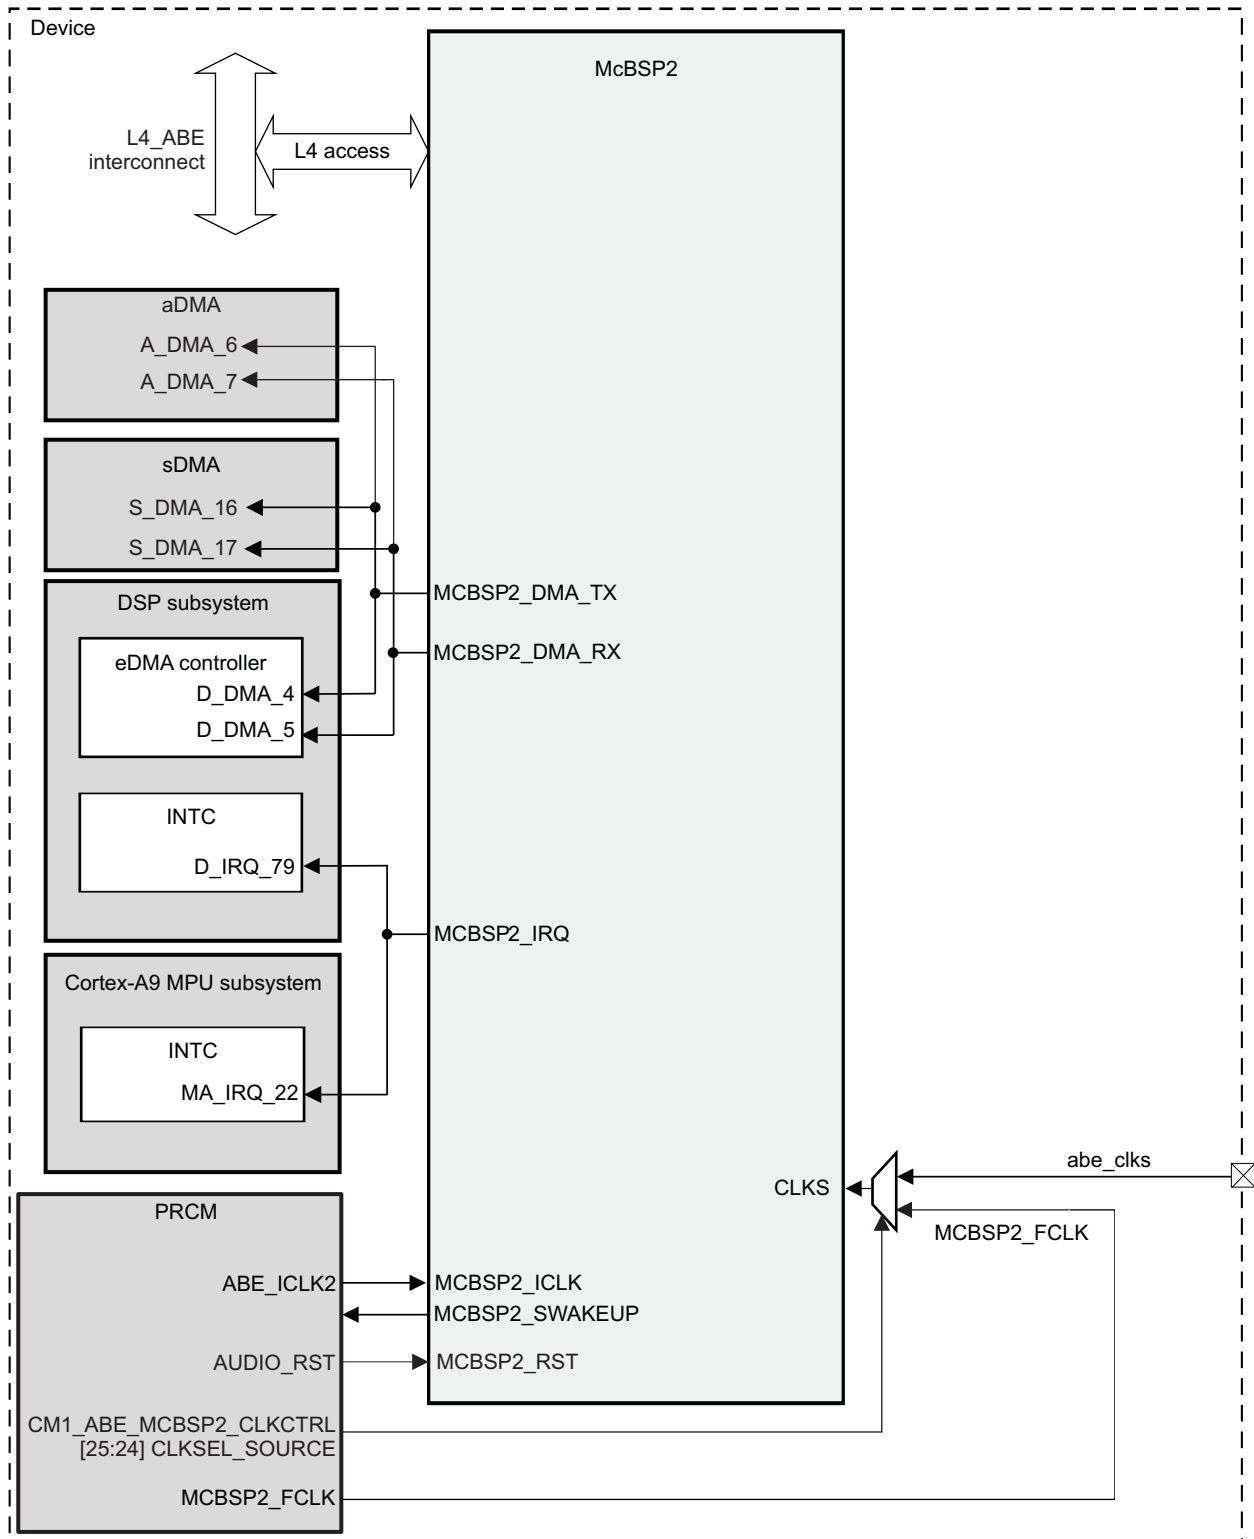 Device
McBSP2
L4_ABE
interconnect
L4 access
aDMA
A_DMA_6
A_DMA_7
sDMA
S_DMA_16
S_DMA_17
DSP subsystem
MCBSP2_DMA_TX
eDMA controller
MCBSP2_DMA_RX
D_DMA_4
D_DMA_5
INTC
D_IRQ_79
MCBSP2_IRQ
Cortex-A9 MPU subsystem
INTC
MA_IRQ_22
abe_clks
CLKS
PRCM
MCBSP2_FCLK
ABE_ICLK2
MCBSP2_ICLK
MCBSP2_SWAKEUP
AUDIO_RST
MCBSP2_RST
CM1_ABE_MCBSP2_CLKCTRL
[25:24] CLKSEL_SOURCE
MCBSP2_FCLK